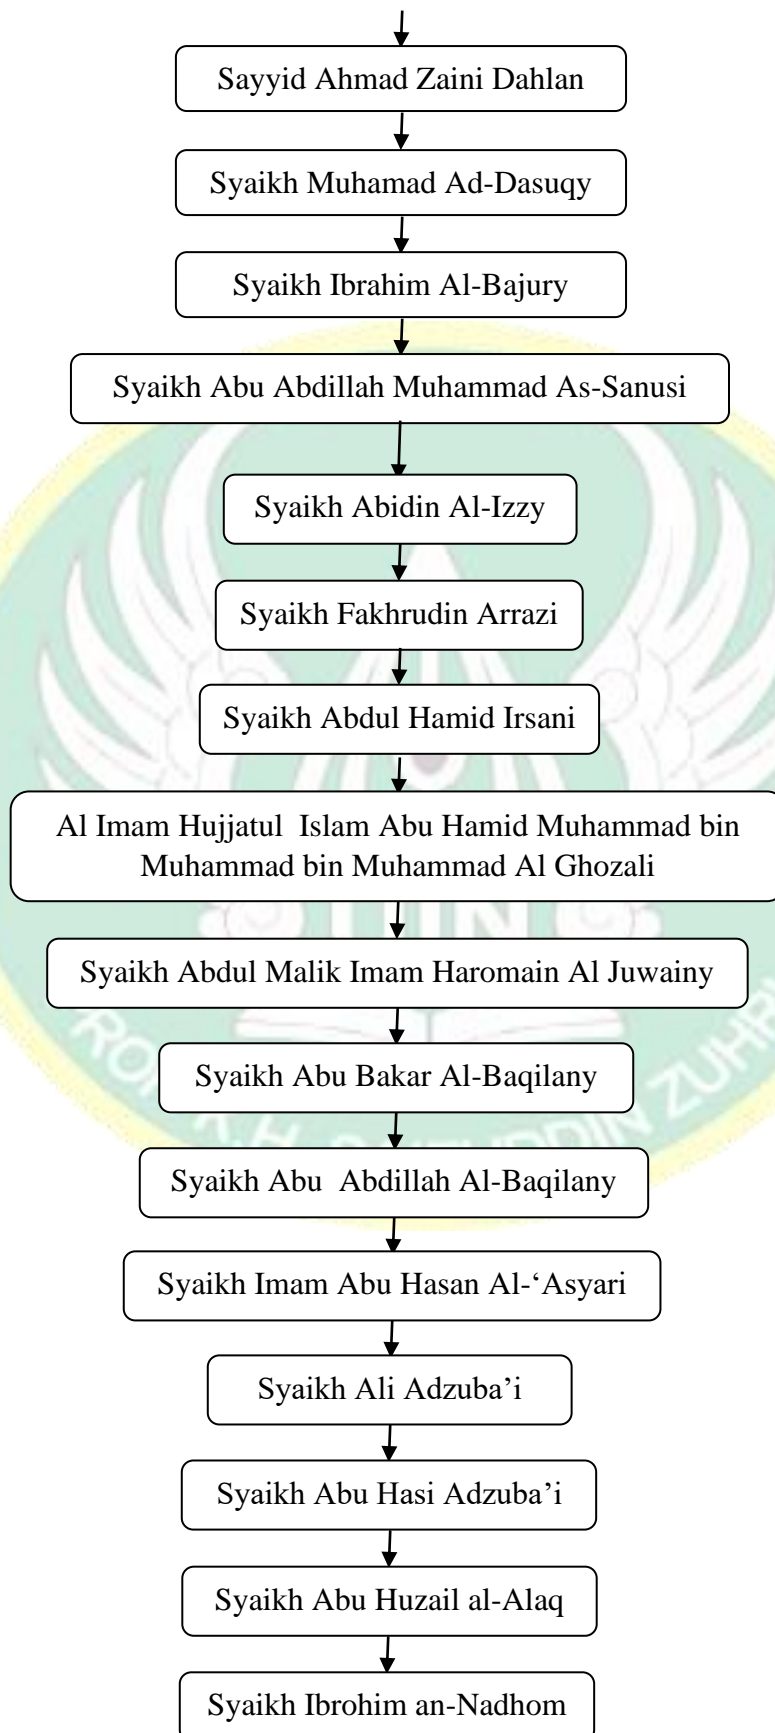 Sayyid Ahmad Zaini Dahlan
Syaikh Muhamad Ad-Dasuqy
Syaikh Ibrahim Al-Bajury
Syaikh Abu Abdillah Muhammad As-Sanusi
Syaikh Abidin Al-Izzy
Syaikh Fakhrudin Arrazi
Syaikh Abdul Hamid Irsani
Al Imam Hujjatul  Islam Abu Hamid Muhammad bin
Muhammad bin Muhammad Al Ghozali
Syaikh Abdul Malik Imam Haromain Al Juwainy
Syaikh Abu Bakar Al-Baqilany
Syaikh Abu  Abdillah Al-Baqilany
Syaikh Imam Abu Hasan Al-‘Asyari
Syaikh Ali Adzuba’i
Syaikh Abu Hasi Adzuba’i
Syaikh Abu Huzail al-Alaq
Syaikh Ibrohim an-Nadhom